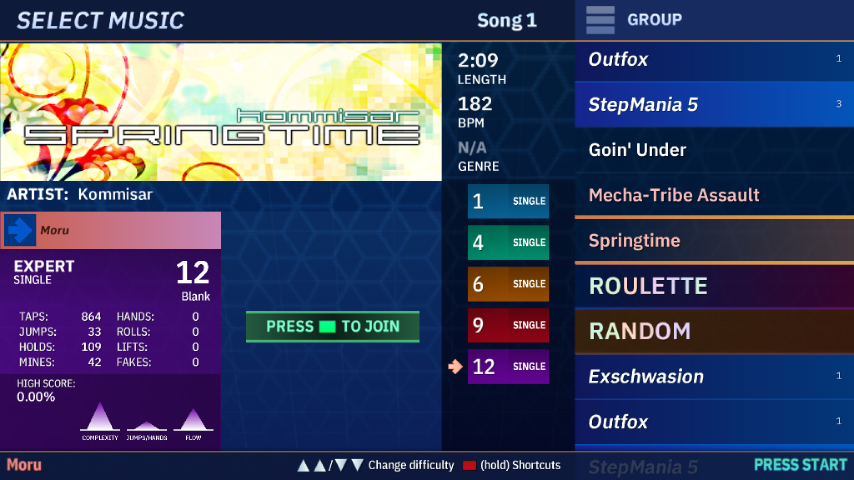 SELECT MUSIC
Song 1
GROUP
kommisar
SPRINGTIME
2:09
LENGTH
182
BPM
N/A
GENRE
ARTIST: Kommisar
Moru
EXPERT
SINGLE
12
Blank
TAPS: 864 HANDS: 0
JUMPS: 33 ROLLS: 0
HOLDS: 109 LIFTS: 0
MINES: 42 FAKES: 0
HIGH SCORE:
0.00%
COMPLEXITY JUMPS/HANDS FLOW
PRESS TO JOIN
1 SINGLE
4 SINGLE
6 SINGLE
9 SINGLE
12 SINGLE
Outfox 1
StepMania 5 3
Goin' Under
Mecha-Tribe Assault
Springtime
ROULETTE
RANDOM
Exschwasion 1
Outfox 1
StepMania 5
Moru
▲▲/▼▼ Change difficulty (hold) Shortcuts
PRESS START